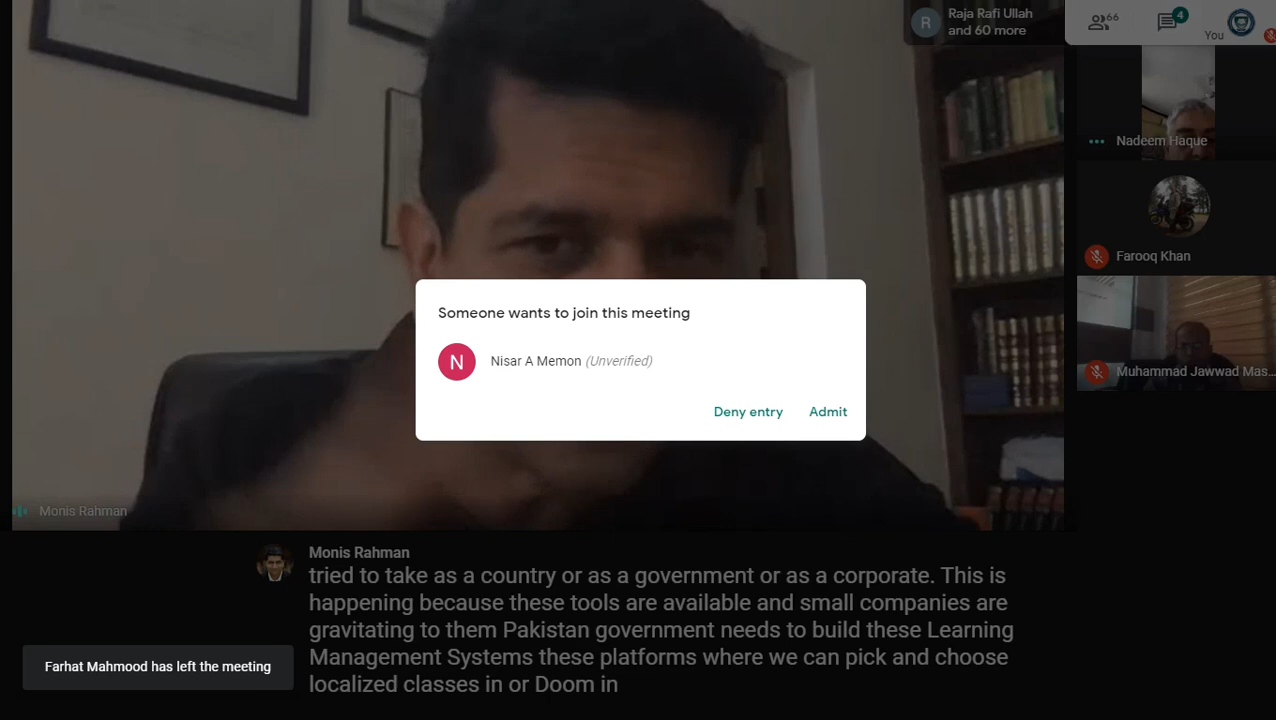 R
Raja Rafi Ullah
and 60 more
66
4
You
Nadeem Haque
Farooq Khan
Muhammad Jawwad Mas...
Someone wants to join this meeting
N
Nisar A Memon (Unverified)
Deny entry
Admit
Monis Rahman
Monis Rahman
tried to take as a country or as a government or as a corporate. This is
happening because these tools are available and small companies are
gravitating to them Pakistan government needs to build these Learning
Management Systems these platforms where we can pick and choose
localized classes in or Doom in
Farhat Mahmood has left the meeting